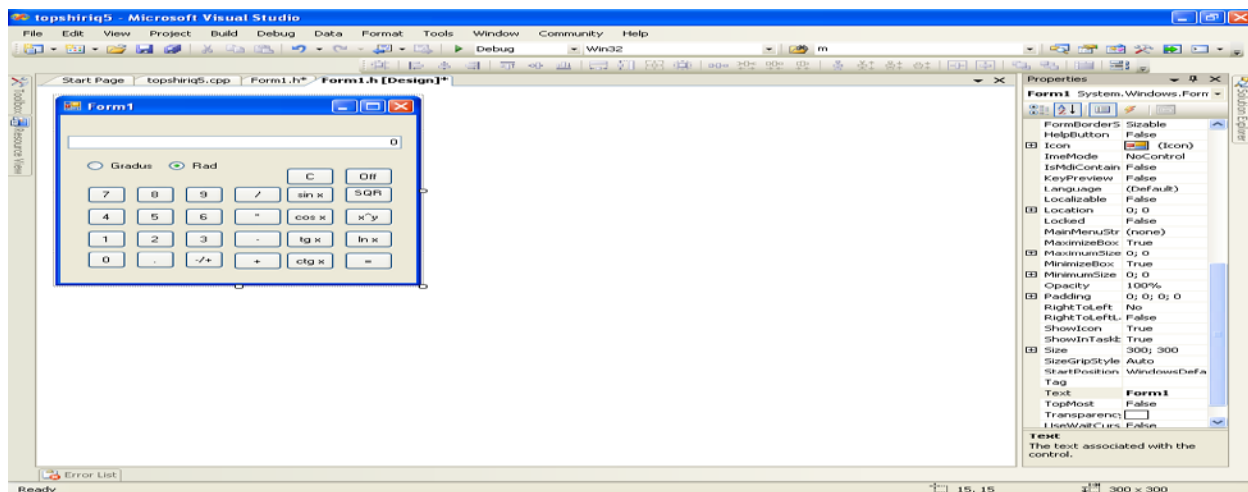 topshiriq5 - Microsoft Visual Studio
File Edit View Project Build Debug Data Format Tools Window Community Help
Debug Win32 m
Start Page topshiriq5.cpp Form1.h* Form1.h [Design]*
Toolbox
Resource View
Form1
0
Gradus Rad
C Off
7 8 9 / sin x SQR
4 5 6 * cos x x^y
1 2 3 - tg x ln x
0 . -/+ + ctg x =
Properties
Form1 System.Windows.Forr
FormBorderS Sizable
HelpButton False
Icon (Icon)
ImeMode NoControl
IsMdiContain False
KeyPreview False
Language (Default)
Localizable False
Location 0; 0
Locked False
MainMenuStr (none)
MaximizeBox True
MaximumSize 0; 0
MinimizeBox True
MinimumSize 0; 0
Opacity 100%
Padding 0; 0; 0; 0
RightToLeft No
RightToLeftL False
ShowIcon True
ShowInTaskb True
Size 300; 300
SizeGripStyle Auto
StartPosition WindowsDefa
Tag
Text Form1
TopMost False
Transparency
UseWaitCurs False
Text
The text associated with the
control.
Solution Explorer
Error List
Ready 15, 15 300 x 300